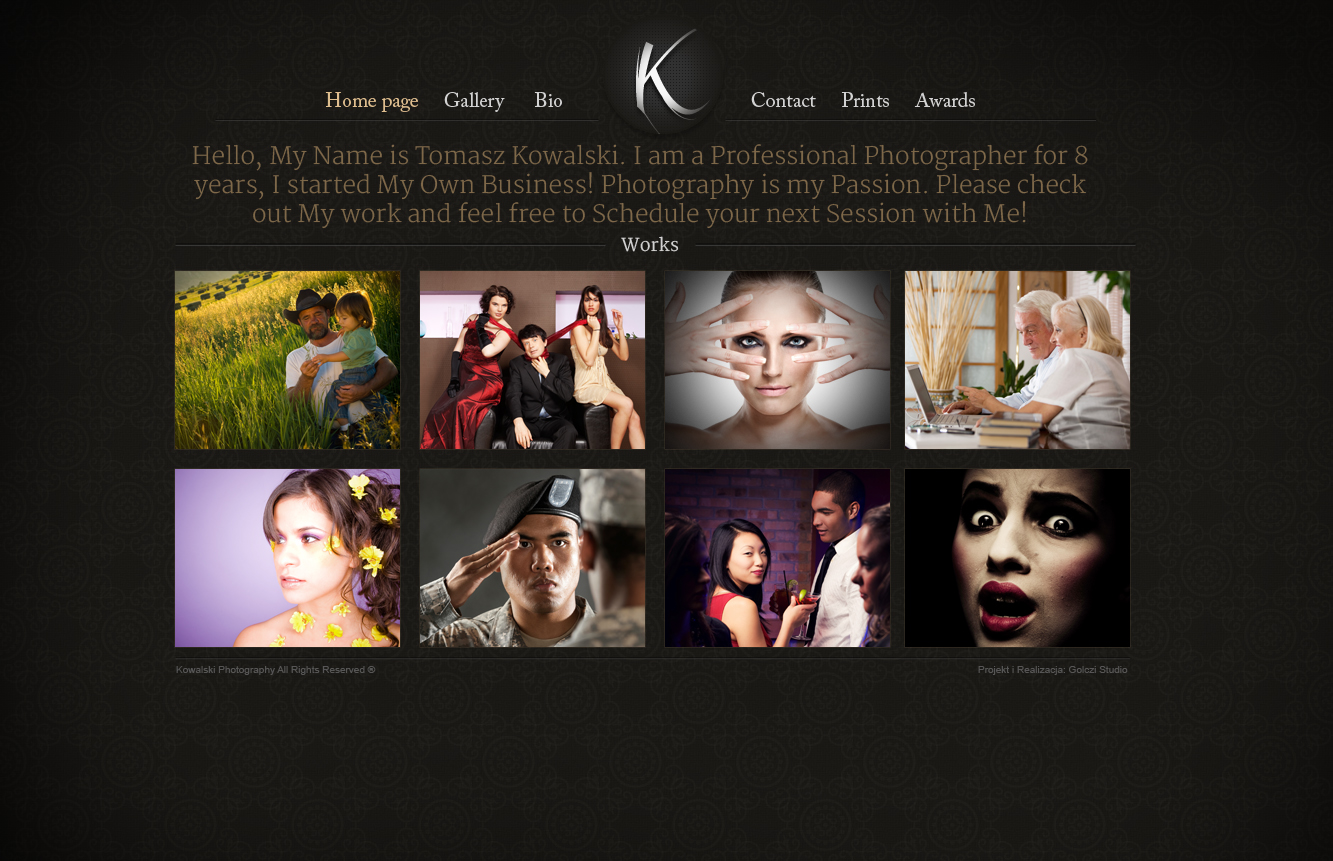 Home page Gallery Bio K Contact Prints Awards
Hello, My Name is Tomasz Kowalski. I am a Professional Photographer for 8
years, I started My Own Business! Photography is my Passion. Please check
out My work and feel free to Schedule your next Session with Me!
Works
Kowalski Photography All Rights Reserved ® Projekt i Realizacja: Golczi Studio